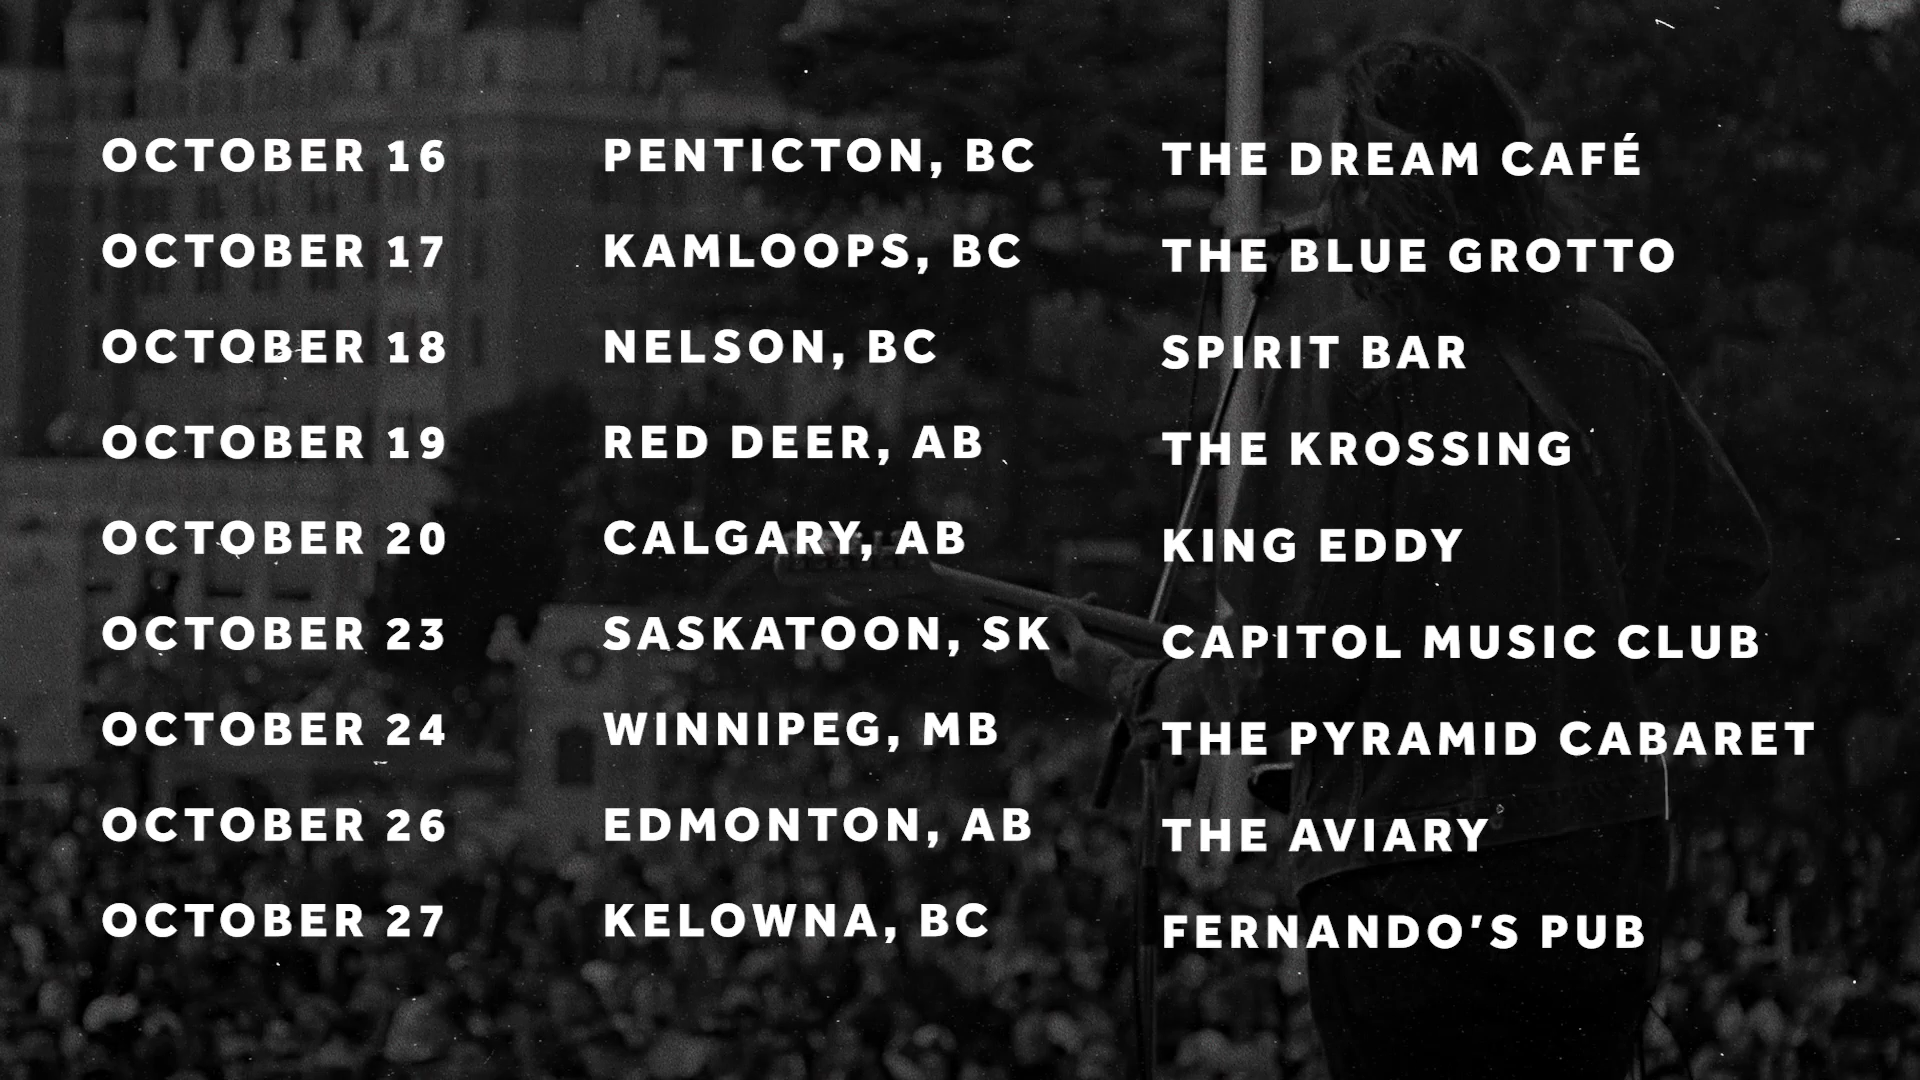 OCTOBER 16 PENTICTON, BC THE DREAM CAFÉ
OCTOBER 17 KAMLOOPS, BC THE BLUE GROTTO
OCTOBER 18 NELSON, BC SPIRIT BAR
OCTOBER 19 RED DEER, AB THE KROSSING
OCTOBER 20 CALGARY, AB KING EDDY
OCTOBER 23 SASKATOON, SK CAPITOL MUSIC CLUB
OCTOBER 24 WINNIPEG, MB THE PYRAMID CABARET
OCTOBER 26 EDMONTON, AB THE AVIARY
OCTOBER 27 KELOWNA, BC FERNANDO'S PUB